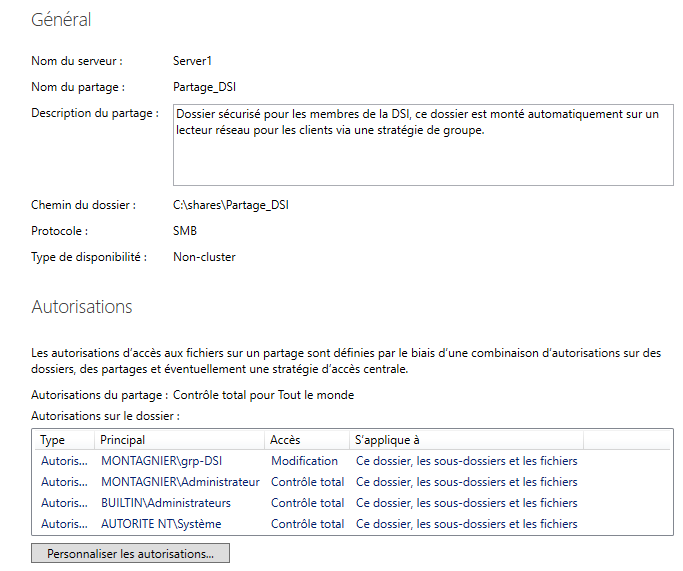 Général
Nom du serveur : Server1
Nom du partage : Partage_DSI
Description du partage : Dossier sécurisé pour les membres de la DSI, ce dossier est monté automatiquement sur un
lecteur réseau pour les clients via une stratégie de groupe.
Chemin du dossier : C:\shares\Partage_DSI
Protocole : SMB
Type de disponibilité : Non-cluster
Autorisations
Les autorisations d'accès aux fichiers sur un partage sont définies par le biais d'une combinaison d'autorisations sur des
dossiers, des partages et éventuellement une stratégie d'accès centrale.
Autorisations du partage : Contrôle total pour Tout le monde
Autorisations sur le dossier :
Type Principal Accès S'applique à
Autoris... MONTAGNIER\grp-DSI Modification Ce dossier, les sous-dossiers et les fichiers
Autoris... MONTAGNIER\Administrateur Contrôle total Ce dossier, les sous-dossiers et les fichiers
Autoris... BUILTIN\Administrateurs Contrôle total Ce dossier, les sous-dossiers et les fichiers
Autoris... AUTORITE NT\Système Contrôle total Ce dossier, les sous-dossiers et les fichiers
Personnaliser les autorisations...